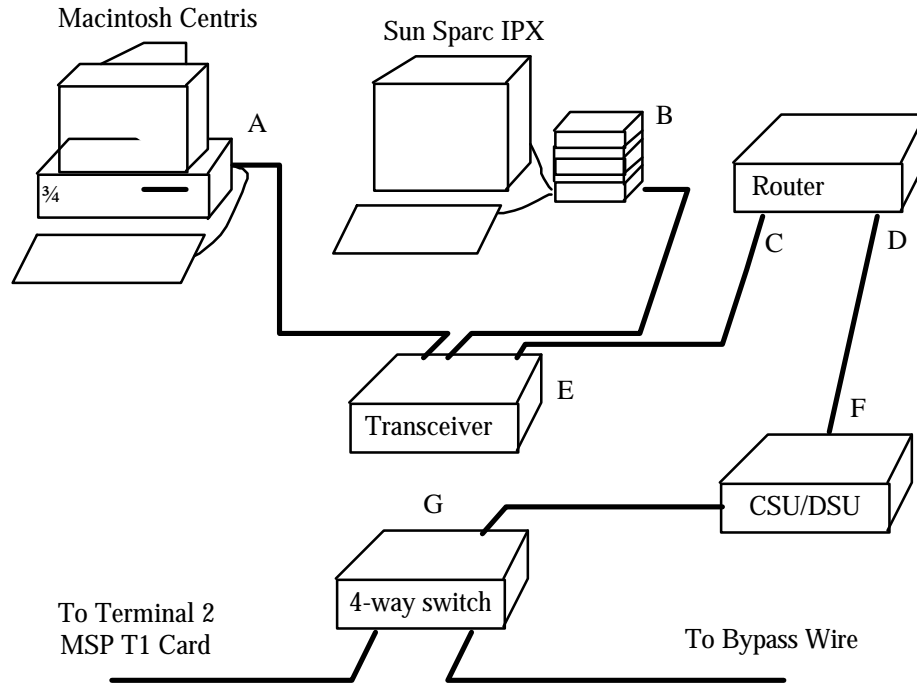 Macintosh Centris
Sun Sparc IPX
A
B
¾
Router
C
D
E
Transceiver
F
CSU/DSU
G
4-way switch
To Terminal 2
MSP T1 Card
To Bypass Wire